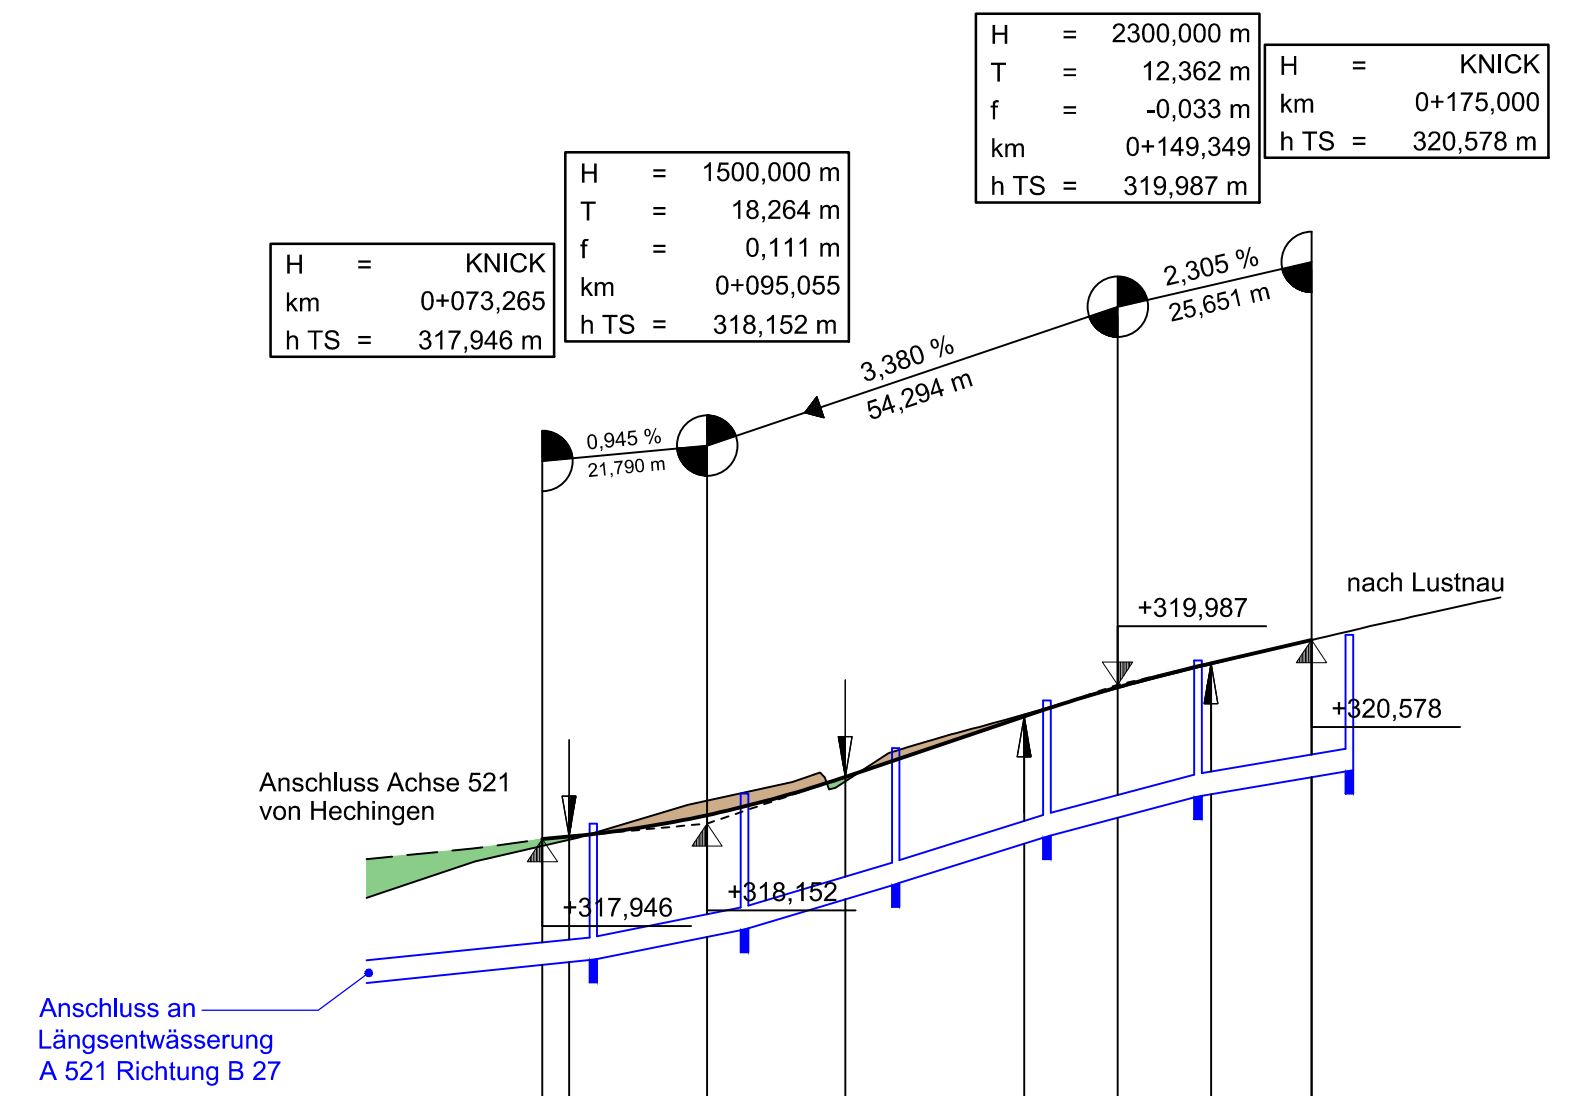 H = 2300,000 m
T = 12,362 m
f = -0,033 m
km 0+149,349
h TS = 319,987 m
H = KNICK
km 0+175,000
h TS = 320,578 m
H = 1500,000 m
T = 18,264 m
f = 0,111 m
km 0+095,055
h TS = 318,152 m
H = KNICK
km 0+073,265
h TS = 317,946 m
2,305 %
25,651 m
3,380 %
54,294 m
0,945 %
21,790 m
nach Lustnau
+319,987
+320,578
Anschluss Achse 521
von Hechingen
+318,152
+317,946
Anschluss an
Längsentwässerung
A 521 Richtung B 27